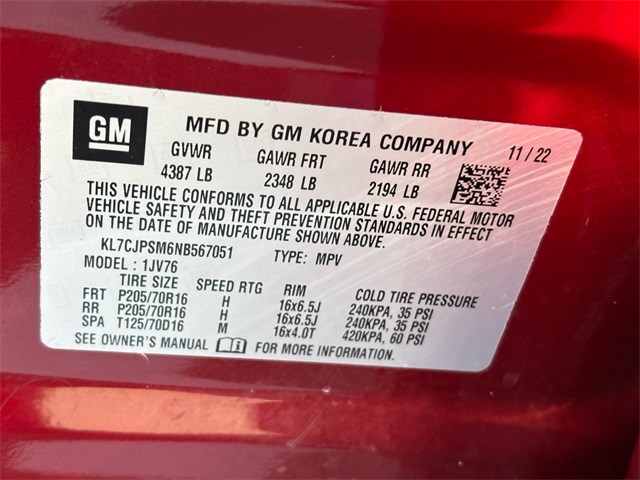 GM
MFD BY GM KOREA COMPANY 11/22
GVWR GAWR FRT GAWR RR
4387 LB 2348 LB 2194 LB
THIS VEHICLE CONFORMS TO ALL APPLICABLE U.S. FEDERAL MOTOR
VEHICLE SAFETY AND THEFT PREVENTION STANDARDS IN EFFECT
ON THE DATE OF MANUFACTURE SHOWN ABOVE.
KL7CJPSM6NB567051 TYPE: MPV
MODEL : 1JV76
TIRE SIZE SPEED RTG RIM COLD TIRE PRESSURE
FRT P205/70R16 H 16x6.5J 240KPA, 35 PSI
RR P205/70R16 H 16x6.5J 240KPA, 35 PSI
SPA T125/70D16 M 16x4.0T 420KPA, 60 PSI
SEE OWNER'S MANUAL FOR MORE INFORMATION.